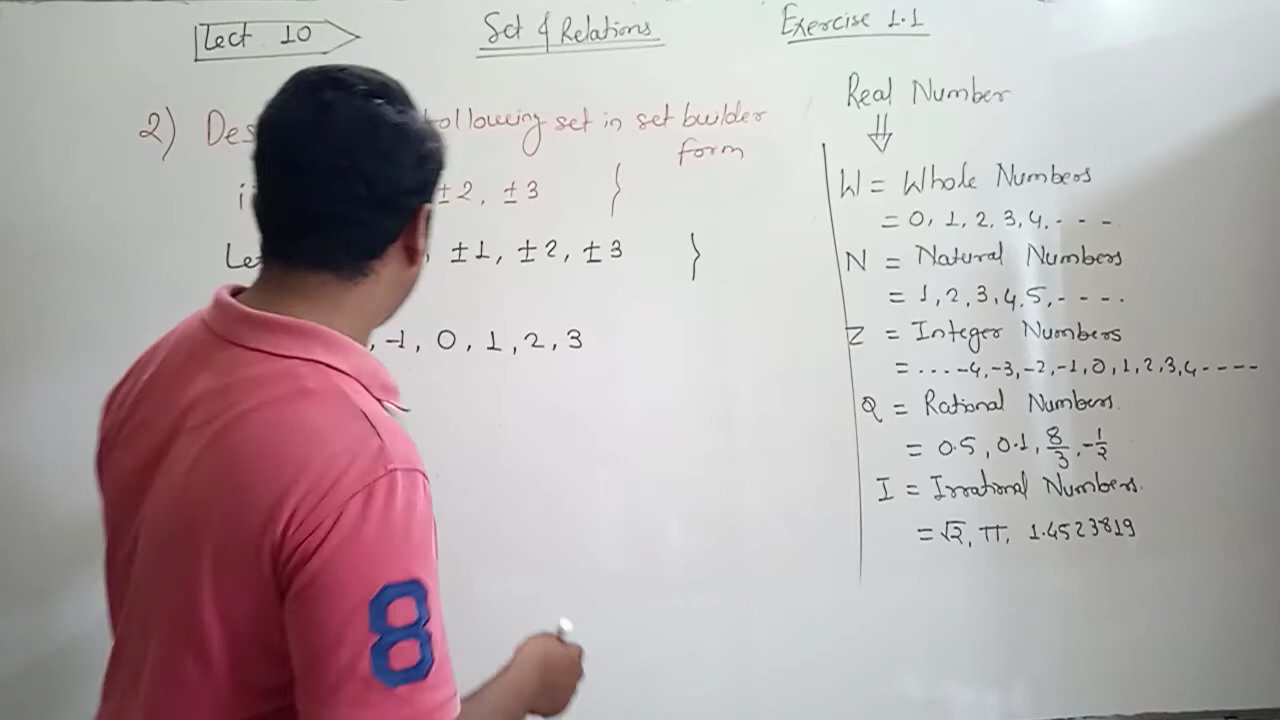 Lect 10
Set & Relations
Exercise 1.1
2) ollowing set in set builder
form
±2, ±3 }
Let , ±1, ±2, ±3 }
, -1, 0, 1, 2, 3
Real Number
⇓
W = Whole Numbers
= 0, 1, 2, 3, 4, - - -
N = Natural Numbers
= 1, 2, 3, 4, 5, - - - -
Z = Integer Numbers
= .... -4, -3, -2, -1, 0, 1, 2, 3, 4 - - - -
Q = Rational Numbers.
= 0.5, 0.1, 8/3, -1/2
I = Irrational Numbers.
= √2, π, 1.4523819
8